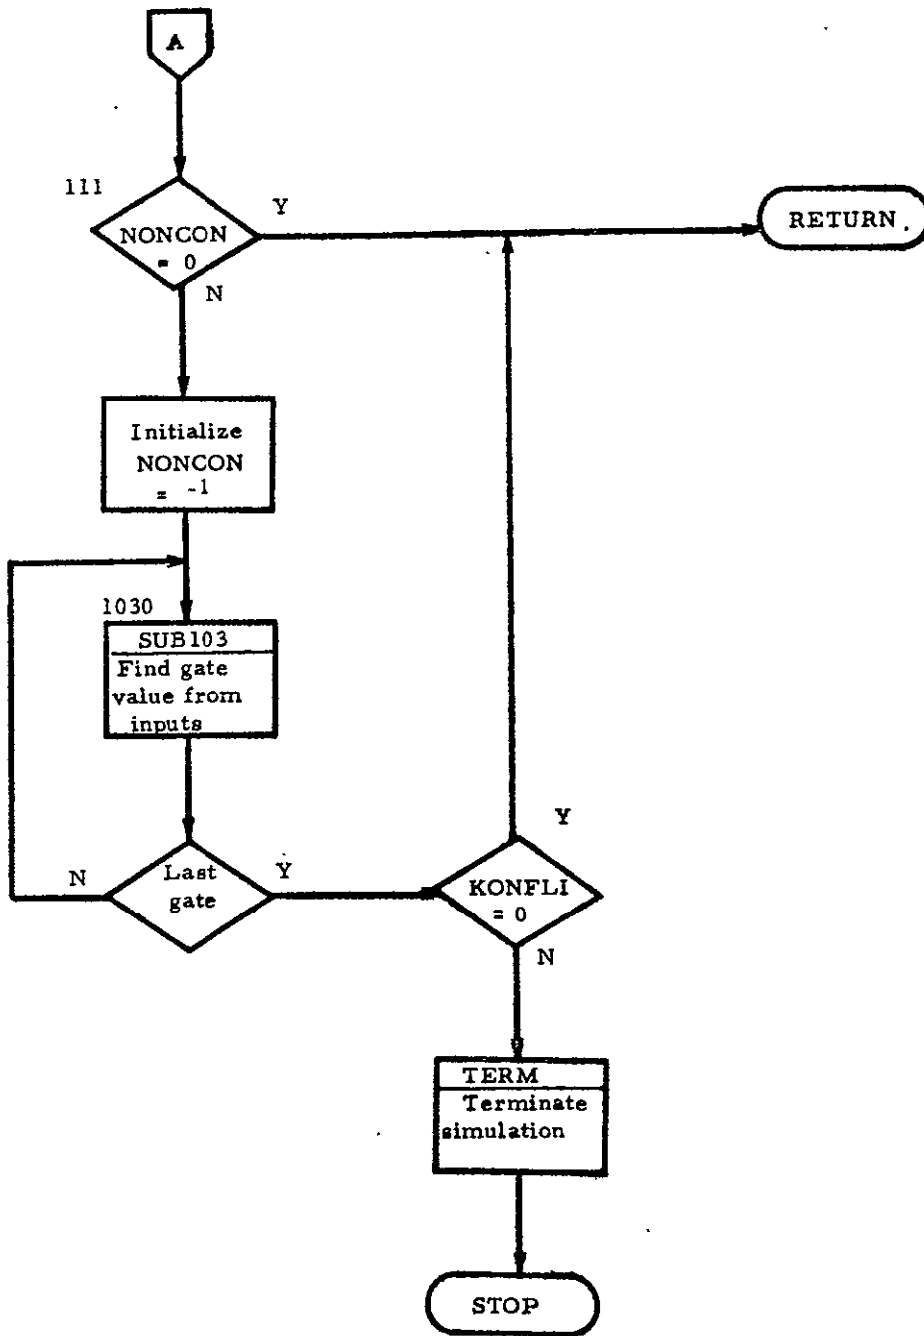 A
111
NONCON
= 0
Y
RETURN
N
Initialize
NONCON
= -1
1030
SUB103
Find gate
value from
inputs
Last
gate
N
Y
KONFLI
= 0
Y
N
TERM
Terminate
simulation
STOP